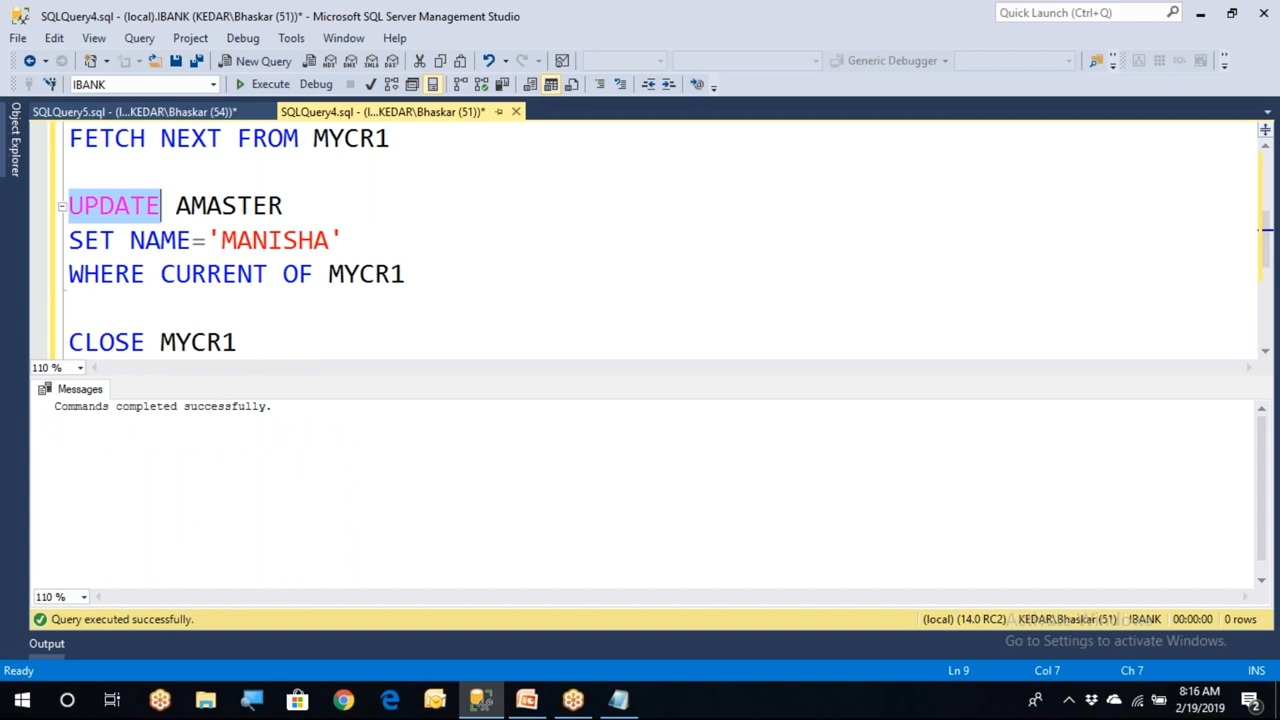 SQLQuery4.sql - (local).IBANK (KEDAR\Bhaskar (51))* - Microsoft SQL Server Management Studio
Quick Launch (Ctrl+Q)
File Edit View Query Project Debug Tools Window Help
New Query
Generic Debugger
IBANK
Execute Debug
SQLQuery5.sql - (l...KEDAR\Bhaskar (54))*
SQLQuery4.sql - (l...KEDAR\Bhaskar (51))*
Object Explorer
FETCH NEXT FROM MYCR1
UPDATE AMASTER
SET NAME='MANISHA'
WHERE CURRENT OF MYCR1
CLOSE MYCR1
110 %
Messages
Commands completed successfully.
110 %
Query executed successfully.
(local) (14.0 RC2) KEDAR\Bhaskar (51) IBANK 00:00:00 0 rows
Activate Windows
Go to Settings to activate Windows.
Output
Ready
Ln 9 Col 7 Ch 7 INS
8:16 AM
2/19/2019
2